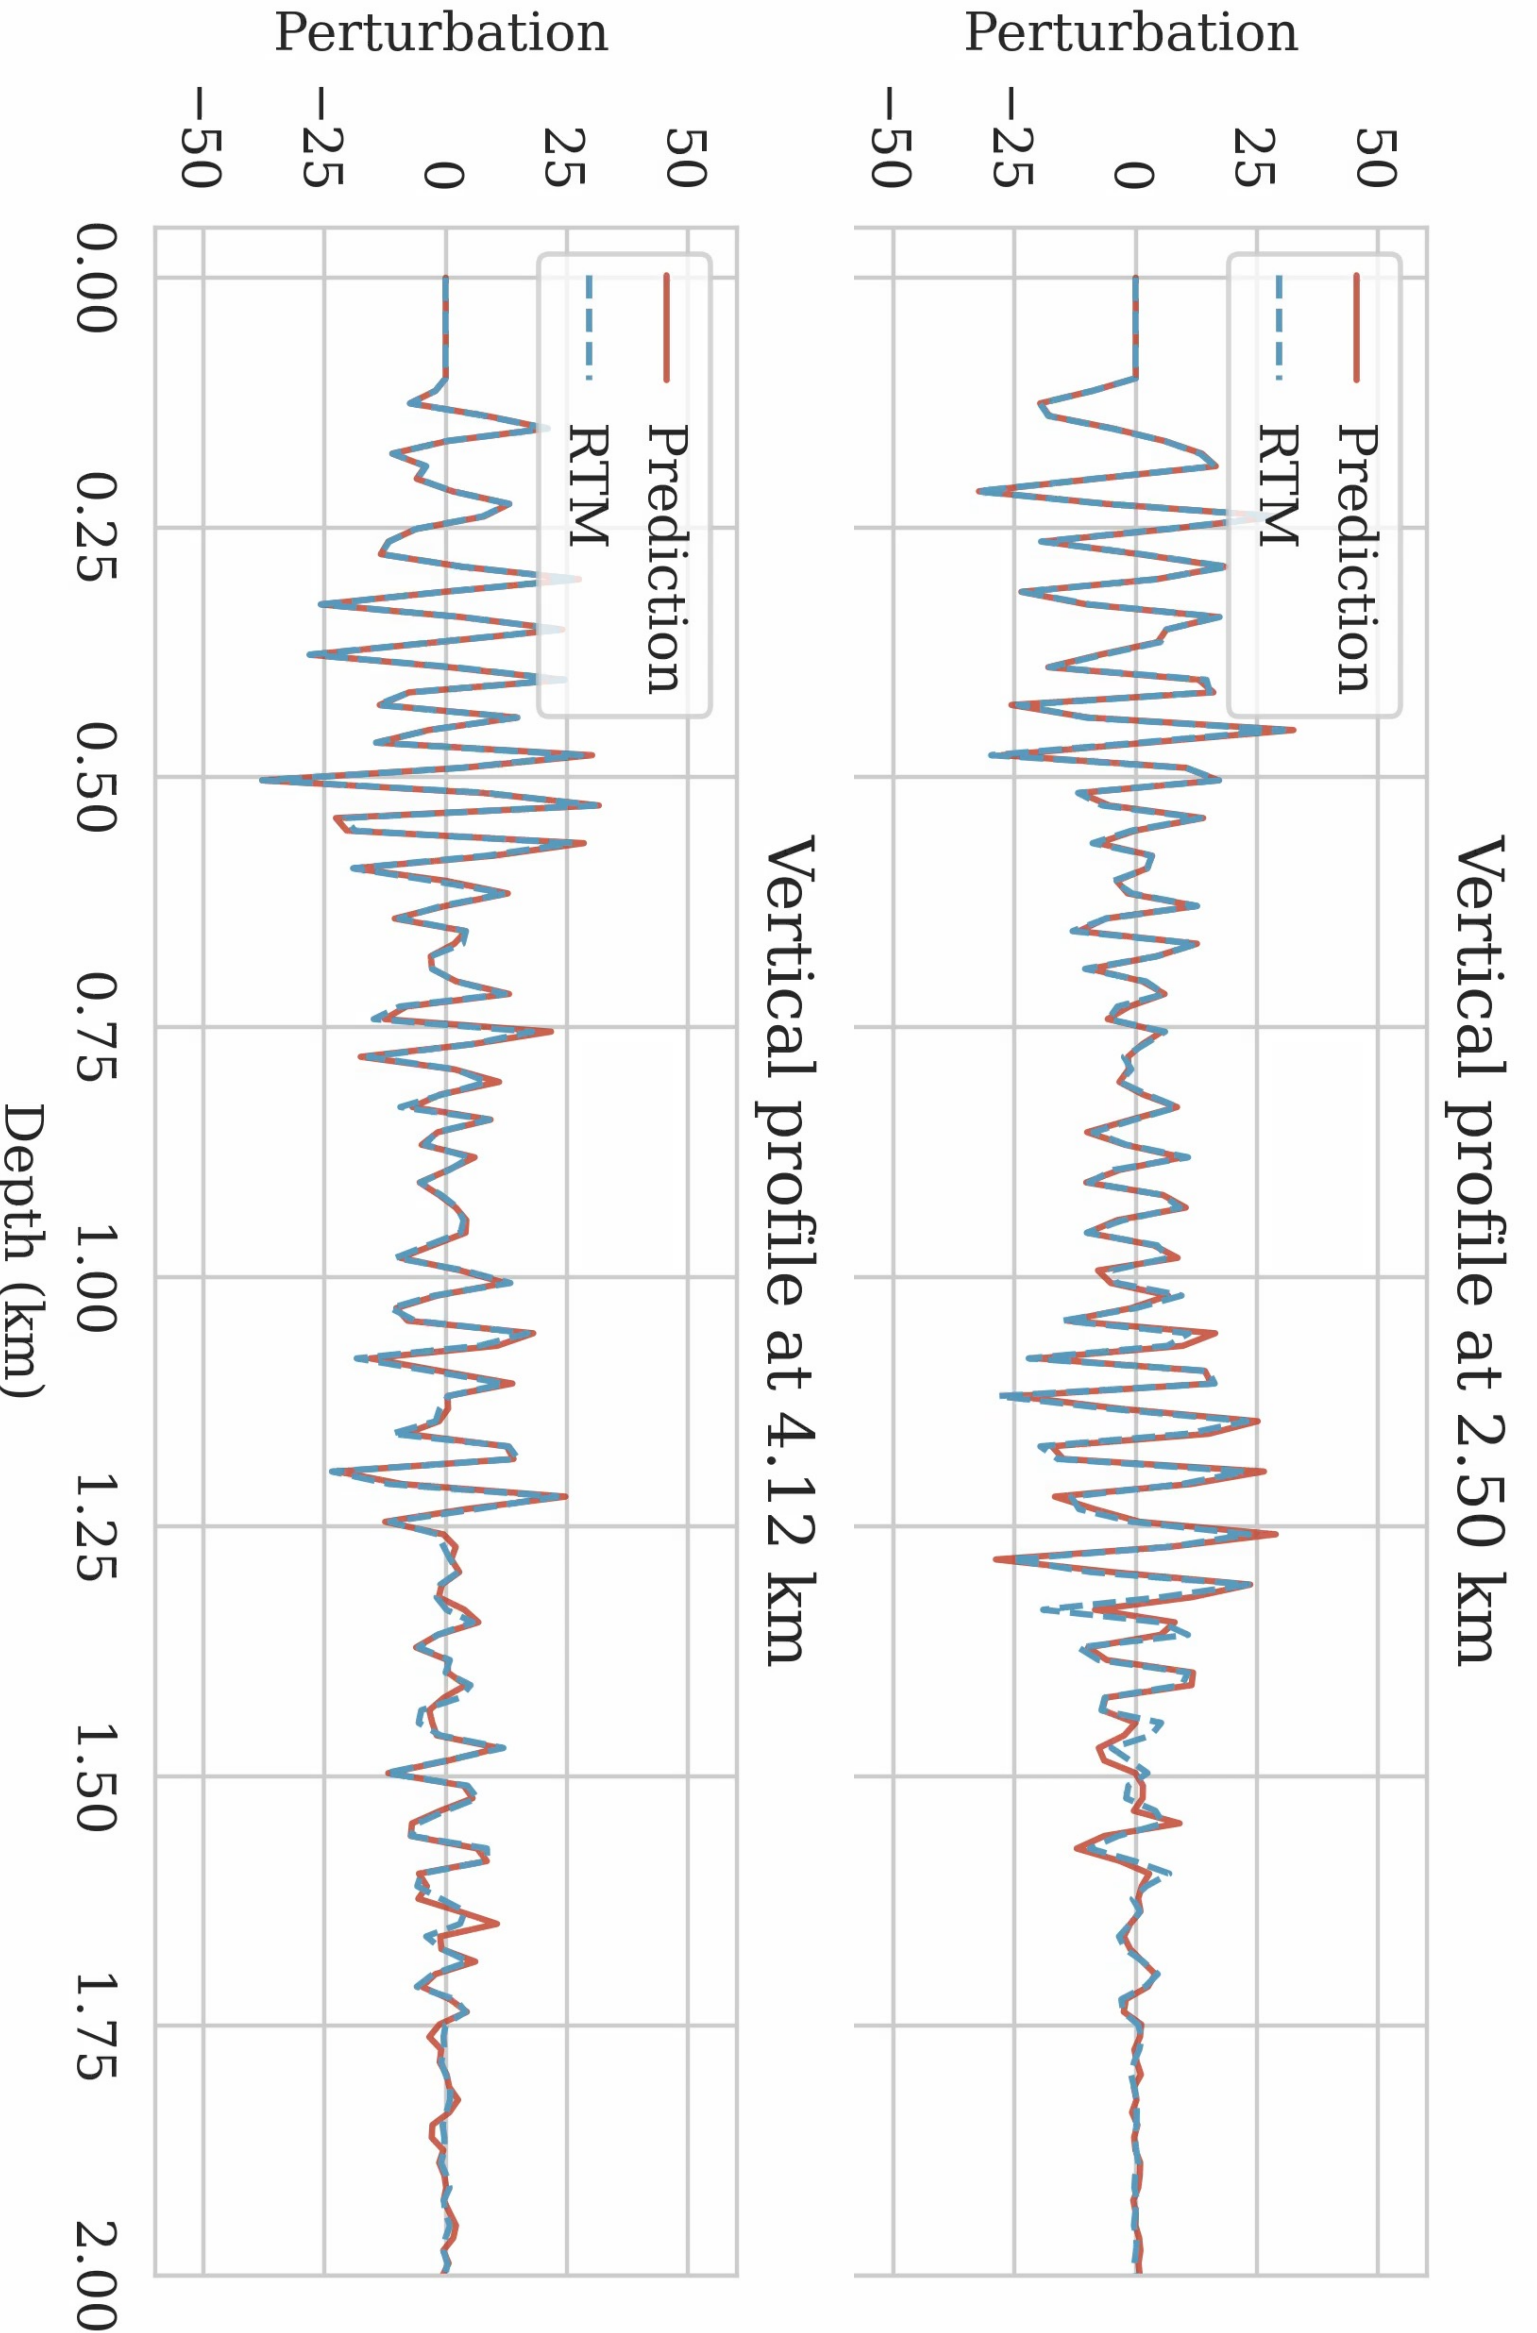 Vertical profile at 2.50 km
Perturbation
50
25
0
−25
−50
Prediction
RTM
Vertical profile at 4.12 km
Perturbation
50
25
0
−25
−50
Prediction
RTM
0.00 0.25 0.50 0.75 1.00 1.25 1.50 1.75 2.00
Depth (km)